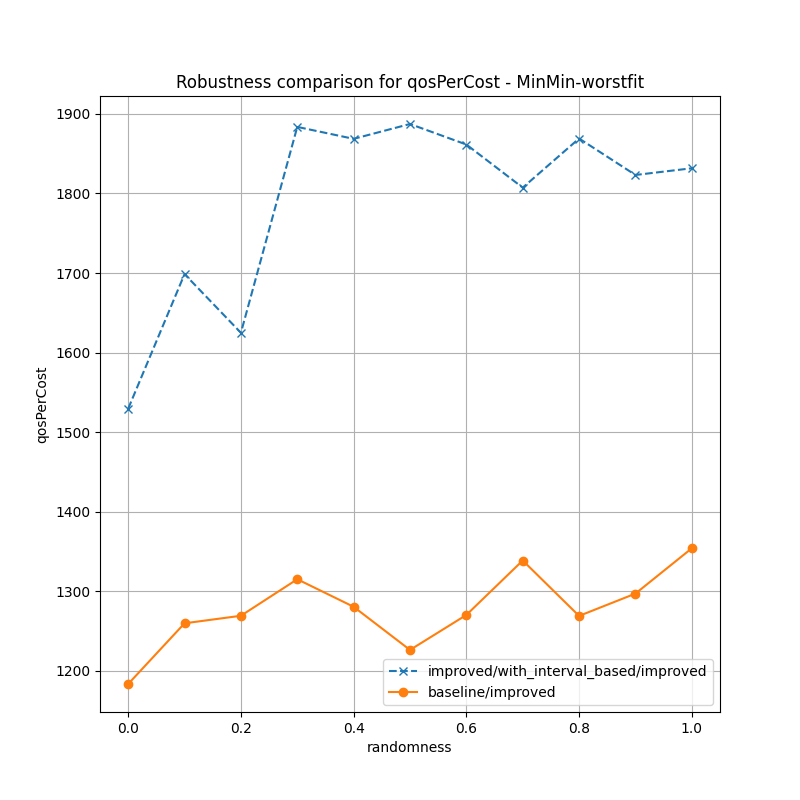 Robustness comparison for qosPerCost - MinMin-worstfit
qosPerCost
1900
1800
1700
1600
1500
1400
1300
1200
improved/with_interval_based/improved
baseline/improved
0.0 0.2 0.4 0.6 0.8 1.0
randomness